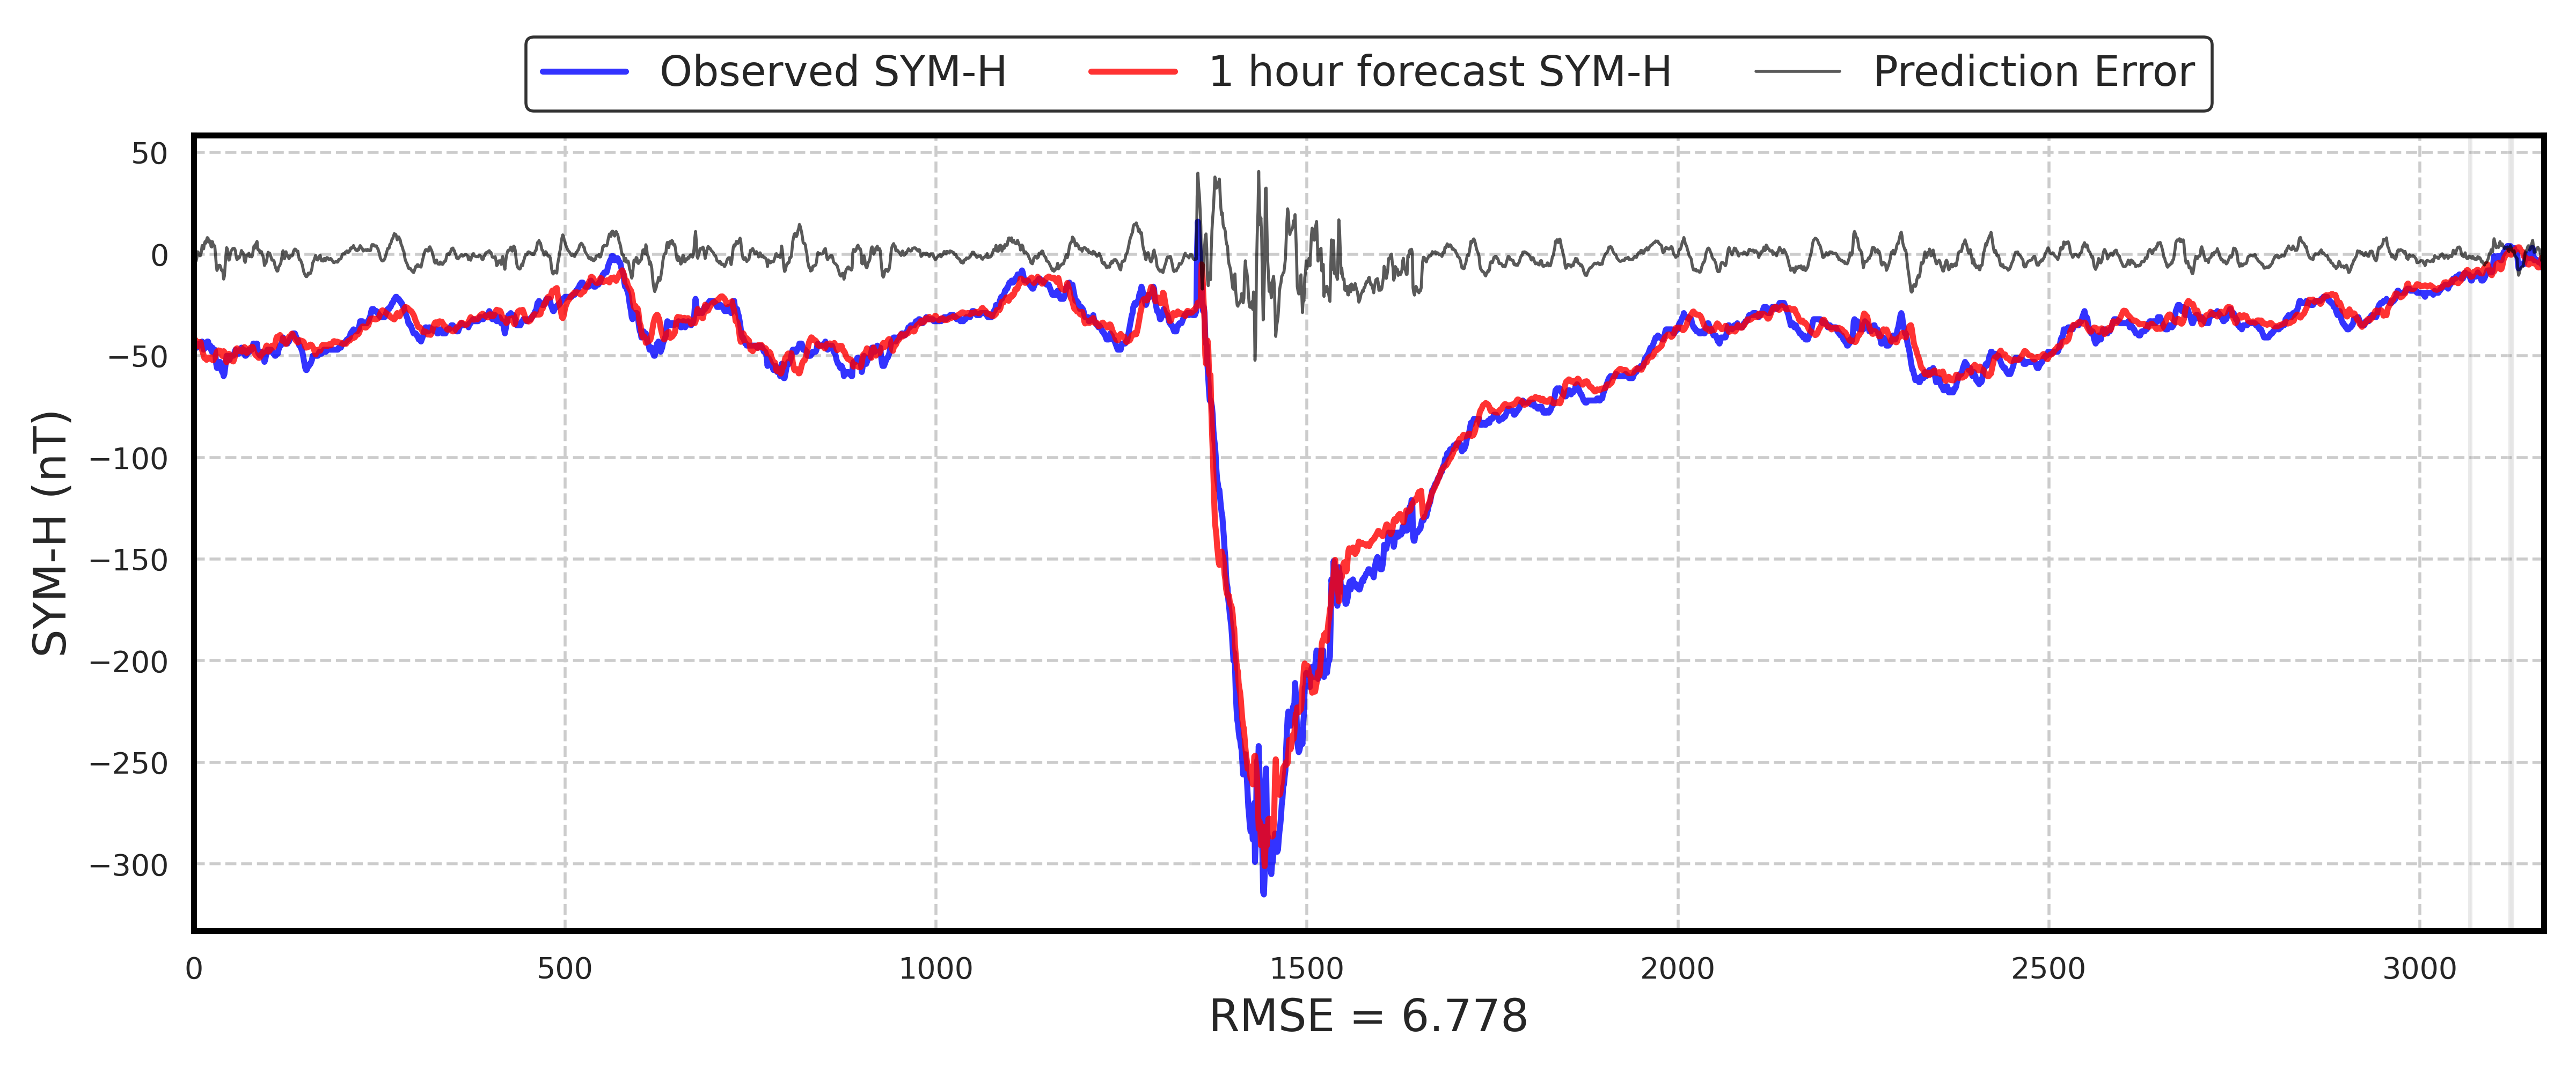 Observed SYM-H 1 hour forecast SYM-H Prediction Error
50
0
−50
−100
−150
−200
−250
−300
SYM-H (nT)
0 500 1000 1500 2000 2500 3000
RMSE = 6.778